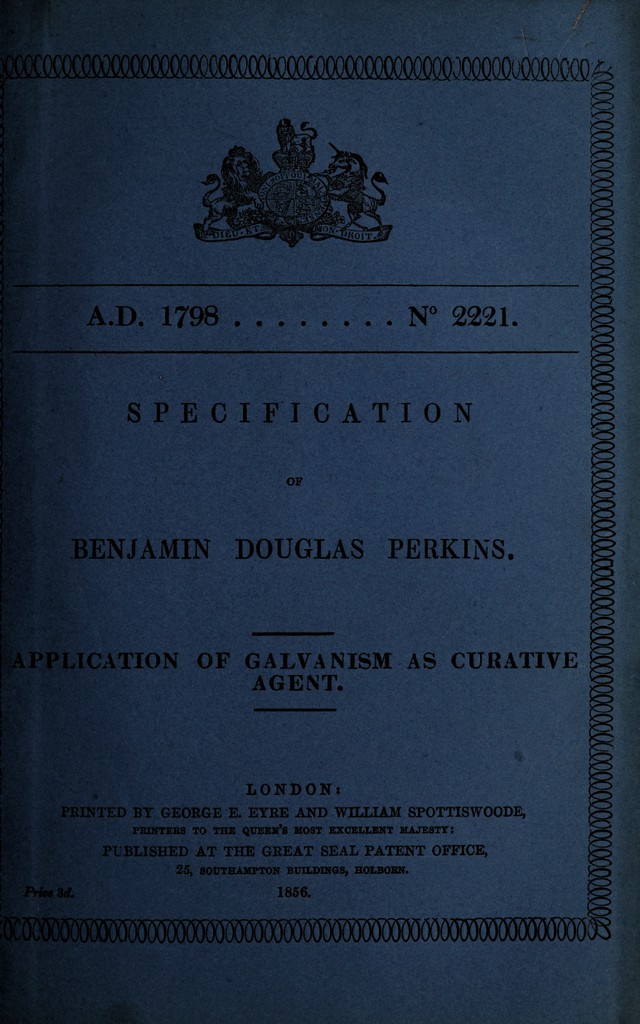 DIEU · ET MON · DROIT.
A.D. 1798 . . . . . . . . Nº 2221.
SPECIFICATION
OF
BENJAMIN DOUGLAS PERKINS.
APPLICATION OF GALVANISM AS CURATIVE
AGENT.
LONDON:
PRINTED BY GEORGE E. EYRE AND WILLIAM SPOTTISWOODE,
PRINTERS TO THE QUEEN'S MOST EXCELLENT MAJESTY:
PUBLISHED AT THE GREAT SEAL PATENT OFFICE,
25, SOUTHAMPTON BUILDINGS, HOLBORN.
Price 3d. 1856.